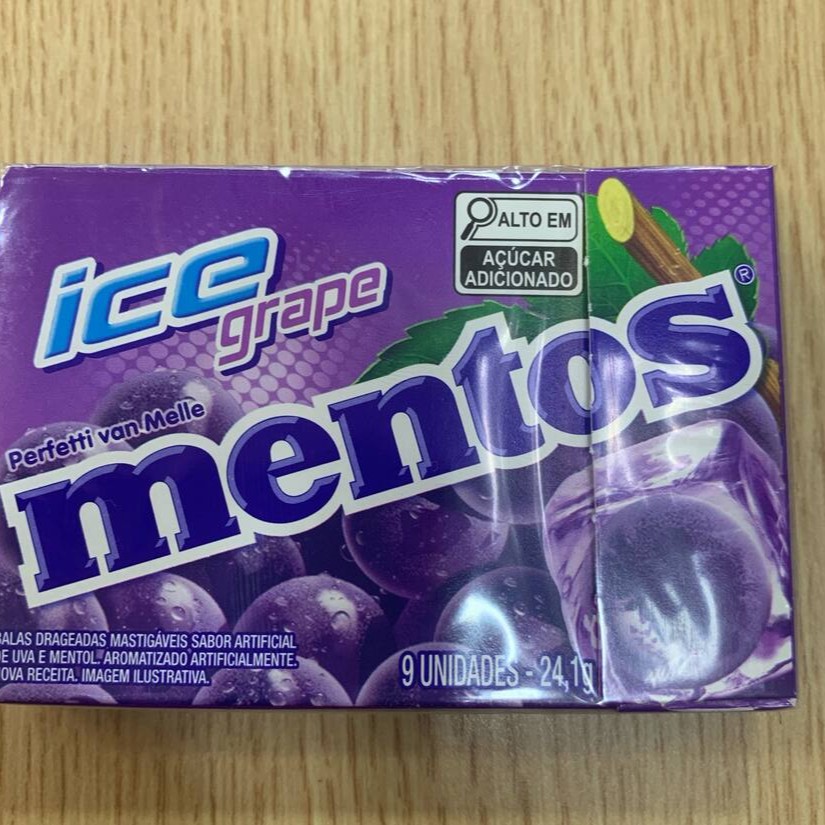 ALTO EM
AÇÚCAR
ADICIONADO
ice
grape
Perfetti van Melle
mentos®
BALAS DRAGEADAS MASTIGÁVEIS SABOR ARTIFICIAL
DE UVA E MENTOL. AROMATIZADO ARTIFICIALMENTE.
NOVA RECEITA. IMAGEM ILUSTRATIVA.
9 UNIDADES - 24,1g